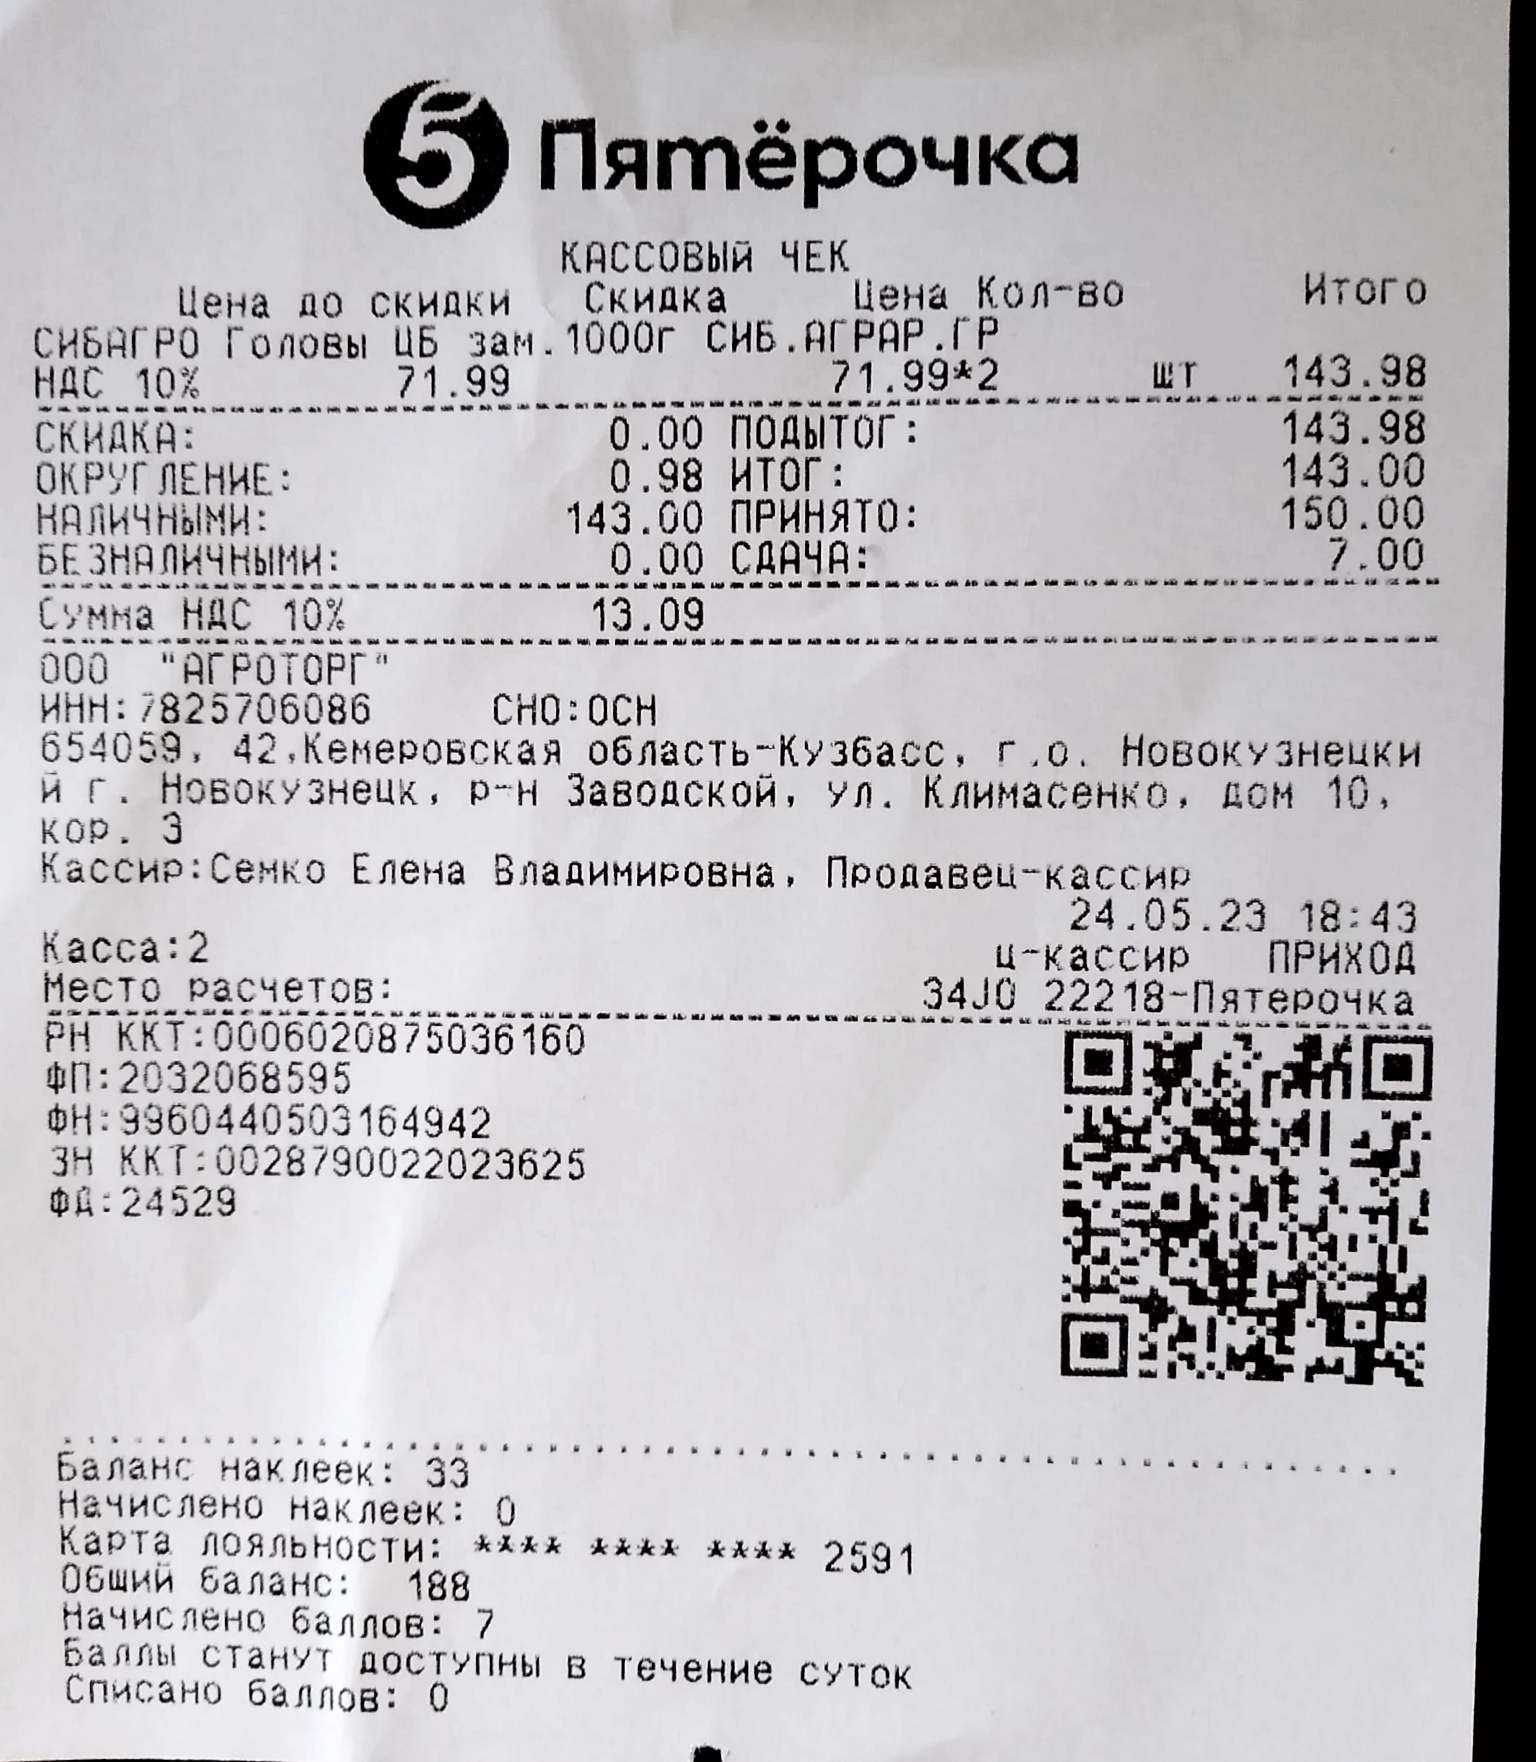 5 Пятёрочка
КАССОВЫЙ ЧЕК
Цена до скидки Скидка Цена Кол-во Итого
СИБАГРО Головы ЦБ зам.1000г СИБ.АГРАР.ГР
НДС 10% 71.99 71.99*2 шт 143.98
СКИДКА: 0.00 ПОДЫТОГ: 143.98
ОКРУГЛЕНИЕ: 0.98 ИТОГ: 143.00
НАЛИЧНЫМИ: 143.00 ПРИНЯТО: 150.00
БЕЗНАЛИЧНЫМИ: 0.00 СДАЧА: 7.00
Сумма НДС 10% 13.09
ООО "АГРОТОРГ"
ИНН:7825706086 СНО:ОСН
654059, 42,Кемеровская область-Кузбасс, г.о. Новокузнецки
й г. Новокузнецк, р-н Заводской, ул. Климасенко, дом 10,
кор. 3
Кассир:Семко Елена Владимировна, Продавец-кассир
24.05.23 18:43
Касса:2 ц-кассир ПРИХОД
Место расчетов: 34J0 22218-Пятерочка
РН ККТ:0006020875036160
ФП:2032068595
ФН:9960440503164942
ЗН ККТ:0028790022023625
ФД:24529
Баланс наклеек: 33
Начислено наклеек: 0
Карта лояльности: **** **** **** 2591
Общий баланс: 188
Начислено баллов: 7
Баллы станут доступны в течение суток
Списано баллов: 0